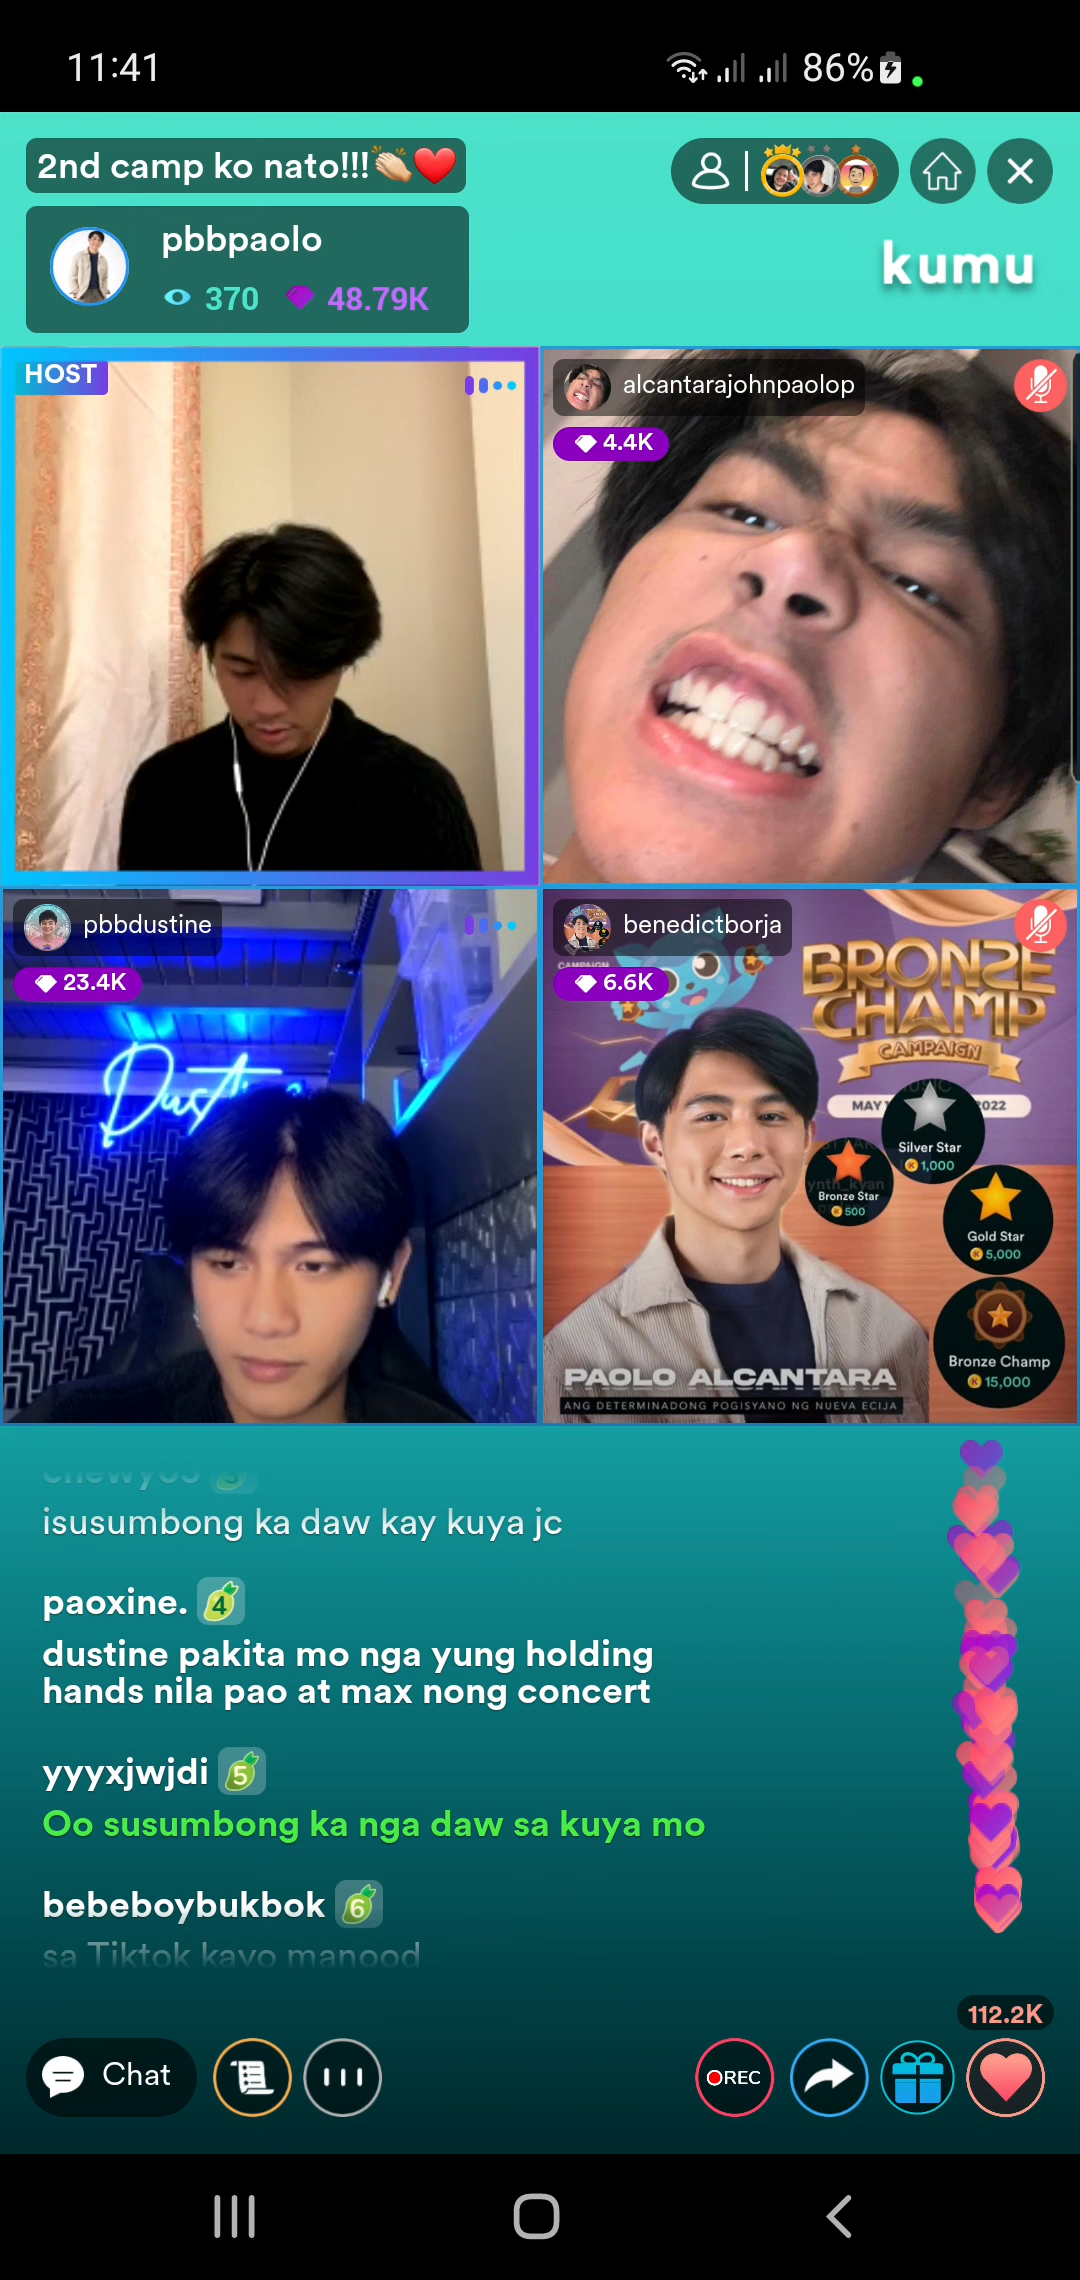 11:41
86%
2nd camp ko nato!!!👏❤️
pbbpaolo
370 48.79K
kumu
HOST
alcantarajohnpaolop
4.4K
pbbdustine
23.4K
Dust
benedictborja
6.6K
CAMPAIGN
BRONZE
CHAMP
CAMPAIGN
MAY
2022
Silver Star
1,000
Bronze Star
500
Gold Star
5,000
Bronze Champ
15,000
PAOLO ALCANTARA
ANG DETERMINADONG POGISYANO NG NUEVA ECIJA
isusumbong ka daw kay kuya jc
paoxine. 4
dustine pakita mo nga yung holding
hands nila pao at max nong concert
yyyxjwjdi 5
Oo susumbong ka nga daw sa kuya mo
bebeboybukbok 6
sa Tiktok kayo manood
112.2K
Chat
REC